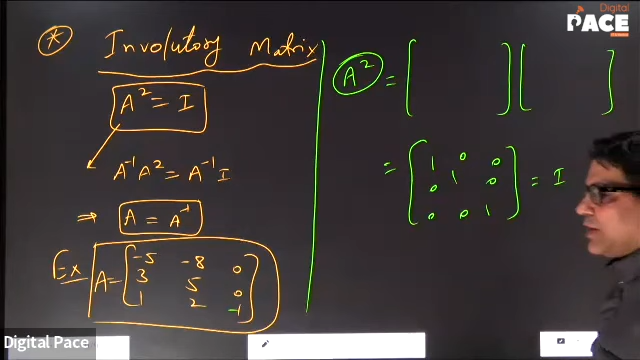 Digital
PACE
* Involutory Matrix
A² = I
A⁻¹A² = A⁻¹I
⇒ A = A⁻¹
Ex A = [-5 -8 0
3 5 0
1 2 -1]
A² = [ ] [ ]
= [1 0 0
0 1 0
0 0 1] = I
Digital Pace